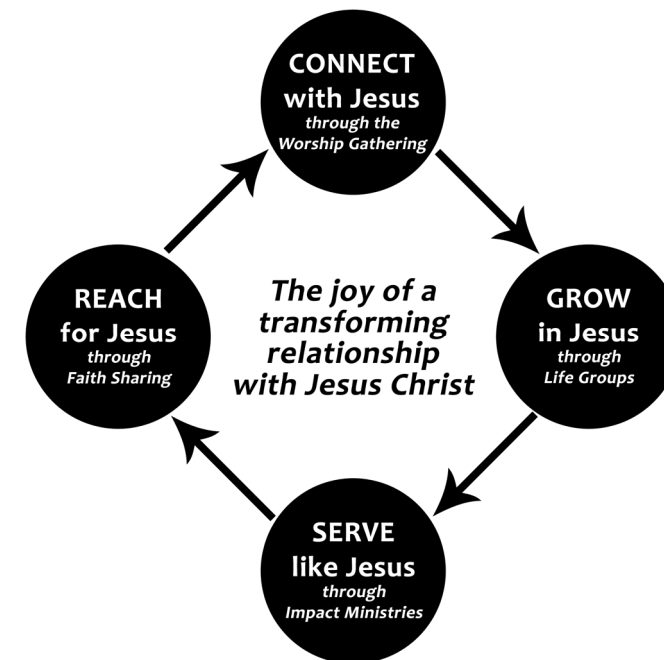 CONNECT
with Jesus
through the
Worship Gathering
GROW
in Jesus
through
Life Groups
SERVE
like Jesus
through
Impact Ministries
REACH
for Jesus
through
Faith Sharing
The joy of a
transforming
relationship
with Jesus Christ